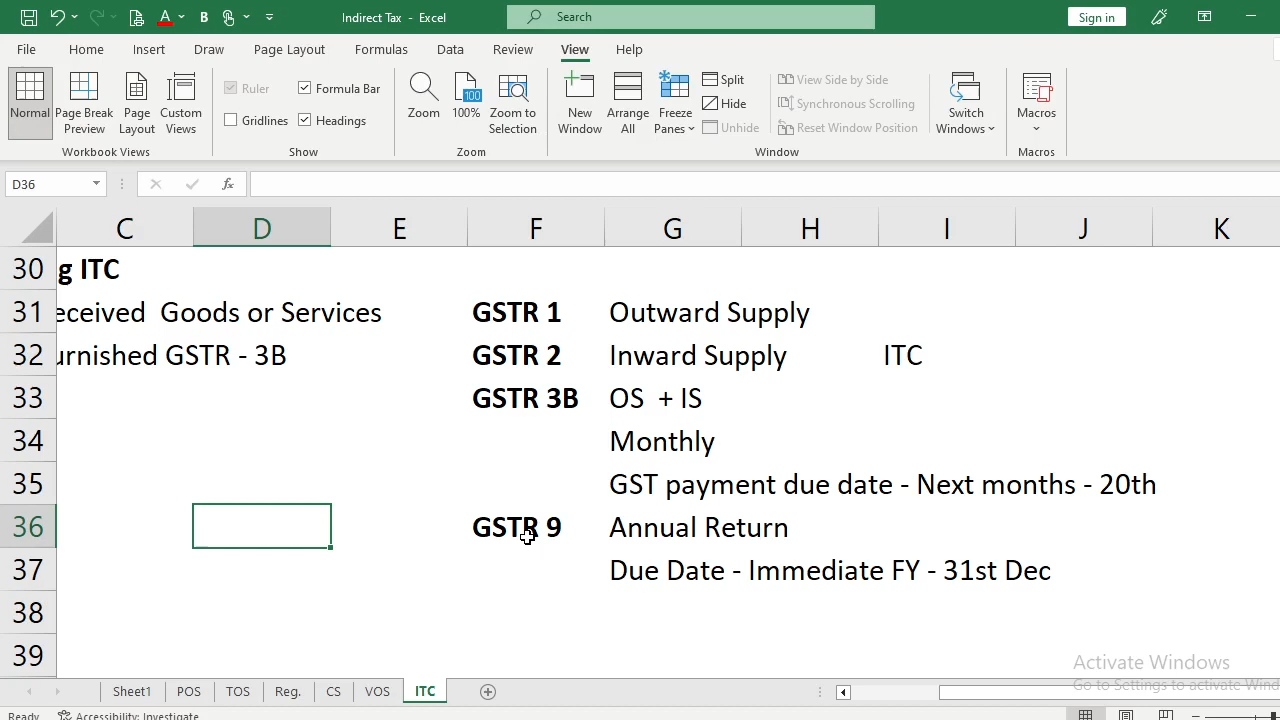 Indirect Tax - Excel
Search
Sign in
File Home Insert Draw Page Layout Formulas Data Review View Help
Normal
Page Break Preview
Page Layout
Custom Views
Workbook Views
Ruler
Formula Bar
Gridlines
Headings
Show
Zoom
100%
Zoom to Selection
Zoom
New Window
Arrange All
Freeze Panes
Split
Hide
Unhide
View Side by Side
Synchronous Scrolling
Reset Window Position
Switch Windows
Window
Macros
Macros
D36
fx
C D E F G H I J K
30 g ITC
31 eceived Goods or Services GSTR 1 Outward Supply
32 urnished GSTR - 3B GSTR 2 Inward Supply ITC
33 GSTR 3B OS + IS
34 Monthly
35 GST payment due date - Next months - 20th
36 GSTR 9 Annual Return
37 Due Date - Immediate FY - 31st Dec
38
39
Activate Windows
Go to Settings to activate Wind
Sheet1 POS TOS Reg. CS VOS ITC
Ready Accessibility: Investigate